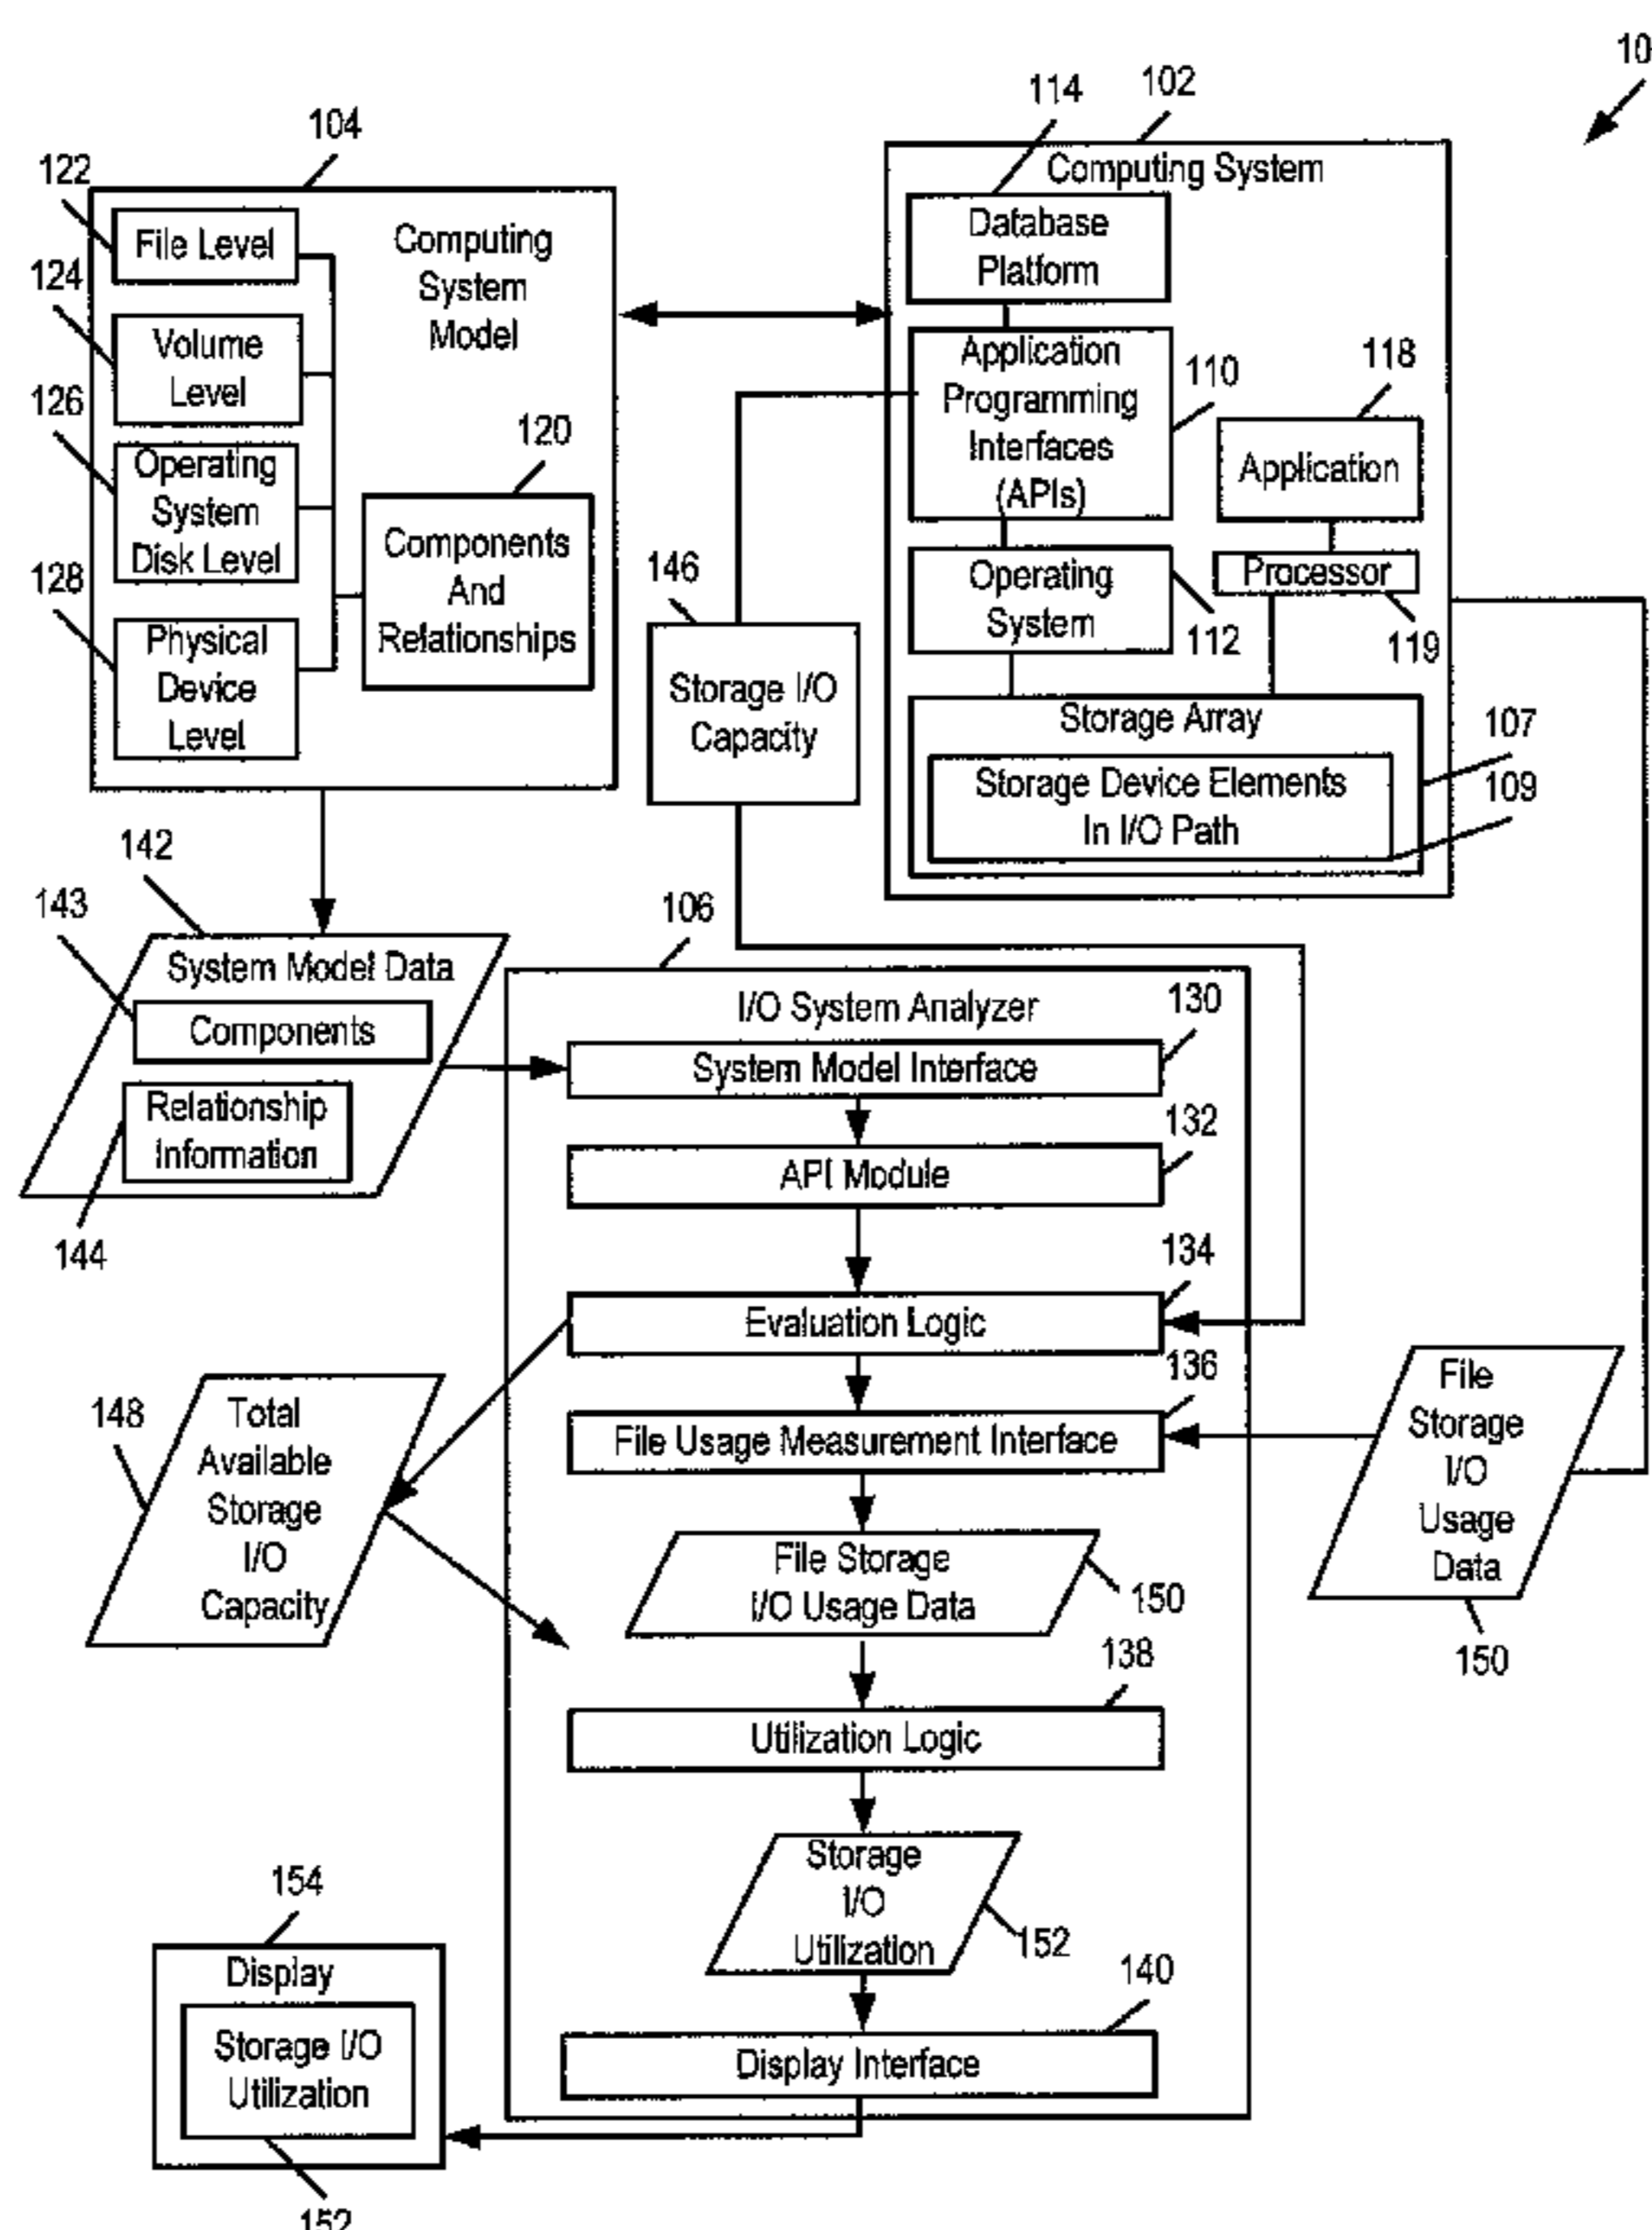 10
102
114
Computing System
Database
Platform
Application
Programming
Interfaces
(APIs)
110
118
Application
Operating
System
112
Processor
119
Storage Array
107
Storage Device Elements
In I/O Path
109
104
122
File Level
Computing
System
Model
124
Volume
Level
126
Operating
System
Disk Level
120
Components
And
Relationships
128
Physical
Device
Level
146
Storage I/O
Capacity
142
143
System Model Data
Components
Relationship
Information
144
106
I/O System Analyzer
130
System Model Interface
132
API Module
134
Evaluation Logic
136
File Usage Measurement Interface
148
Total
Available
Storage
I/O
Capacity
File
Storage
I/O
Usage
Data
150
File Storage
I/O Usage Data
150
138
Utilization Logic
Storage
I/O
Utilization
152
140
Display Interface
154
Display
Storage I/O
Utilization
152